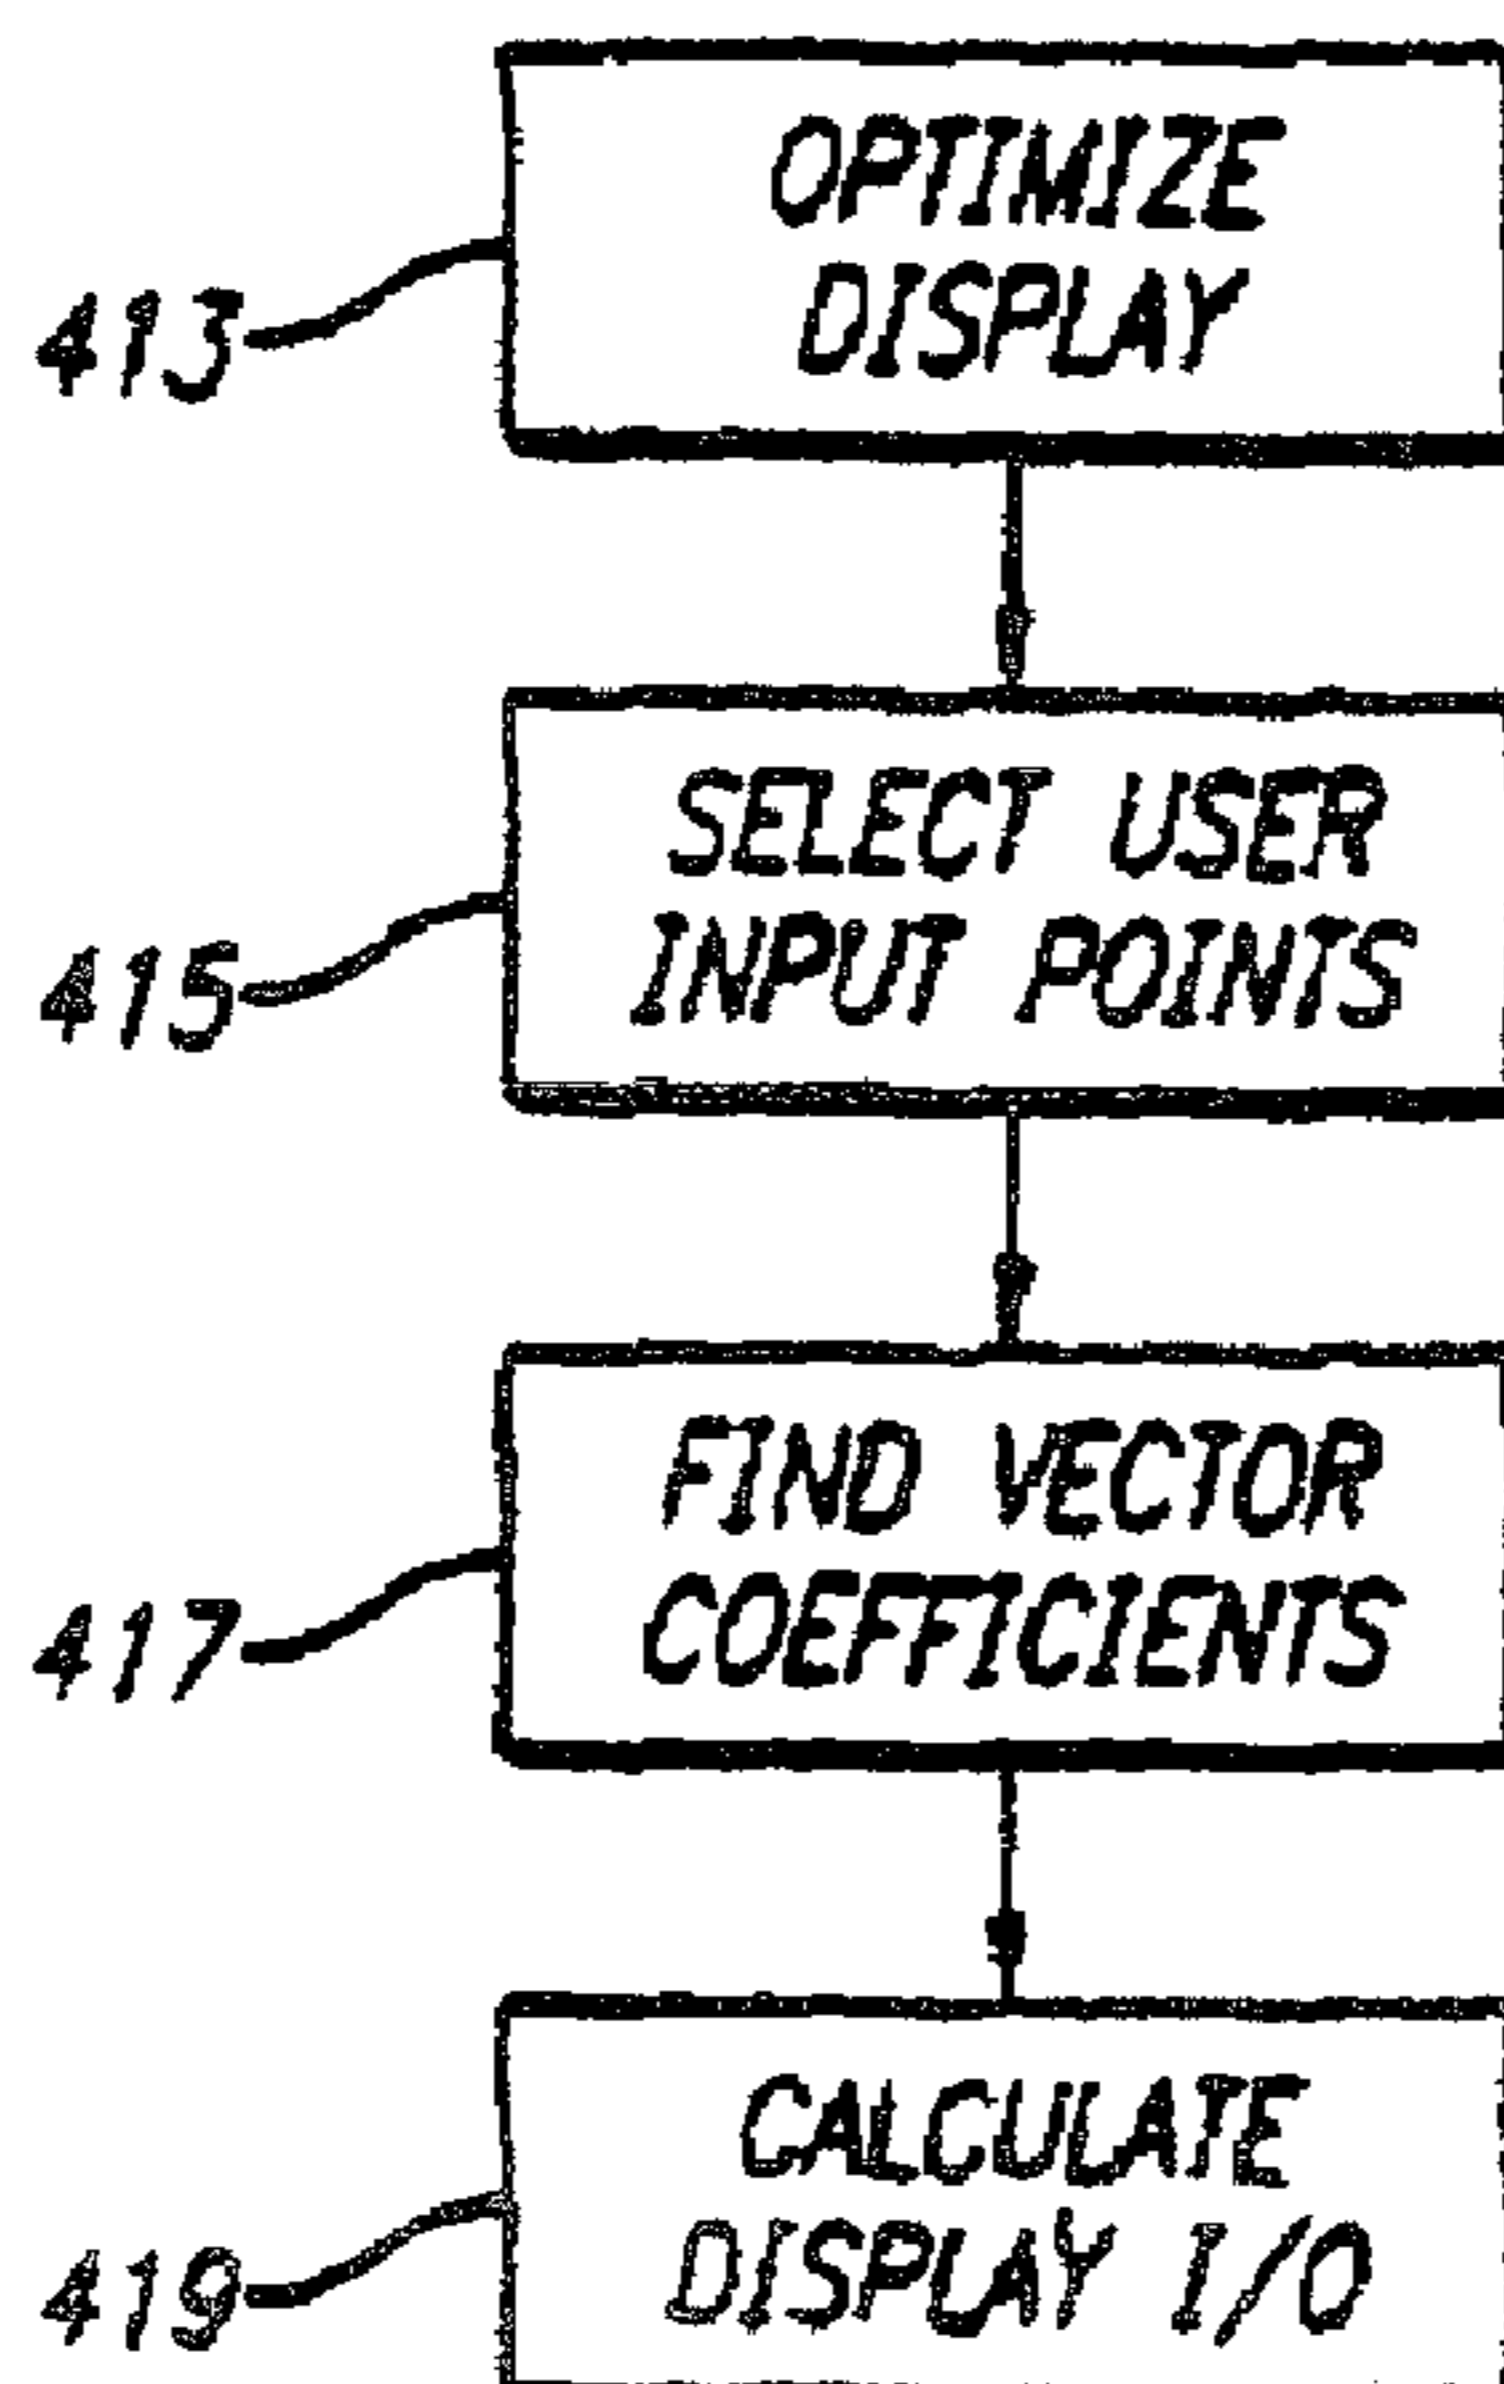 OPTIMIZE
DISPLAY
413
SELECT USER
INPUT POINTS
415
FIND VECTOR
COEFFICIENTS
417
CALCULATE
DISPLAY I/O
419